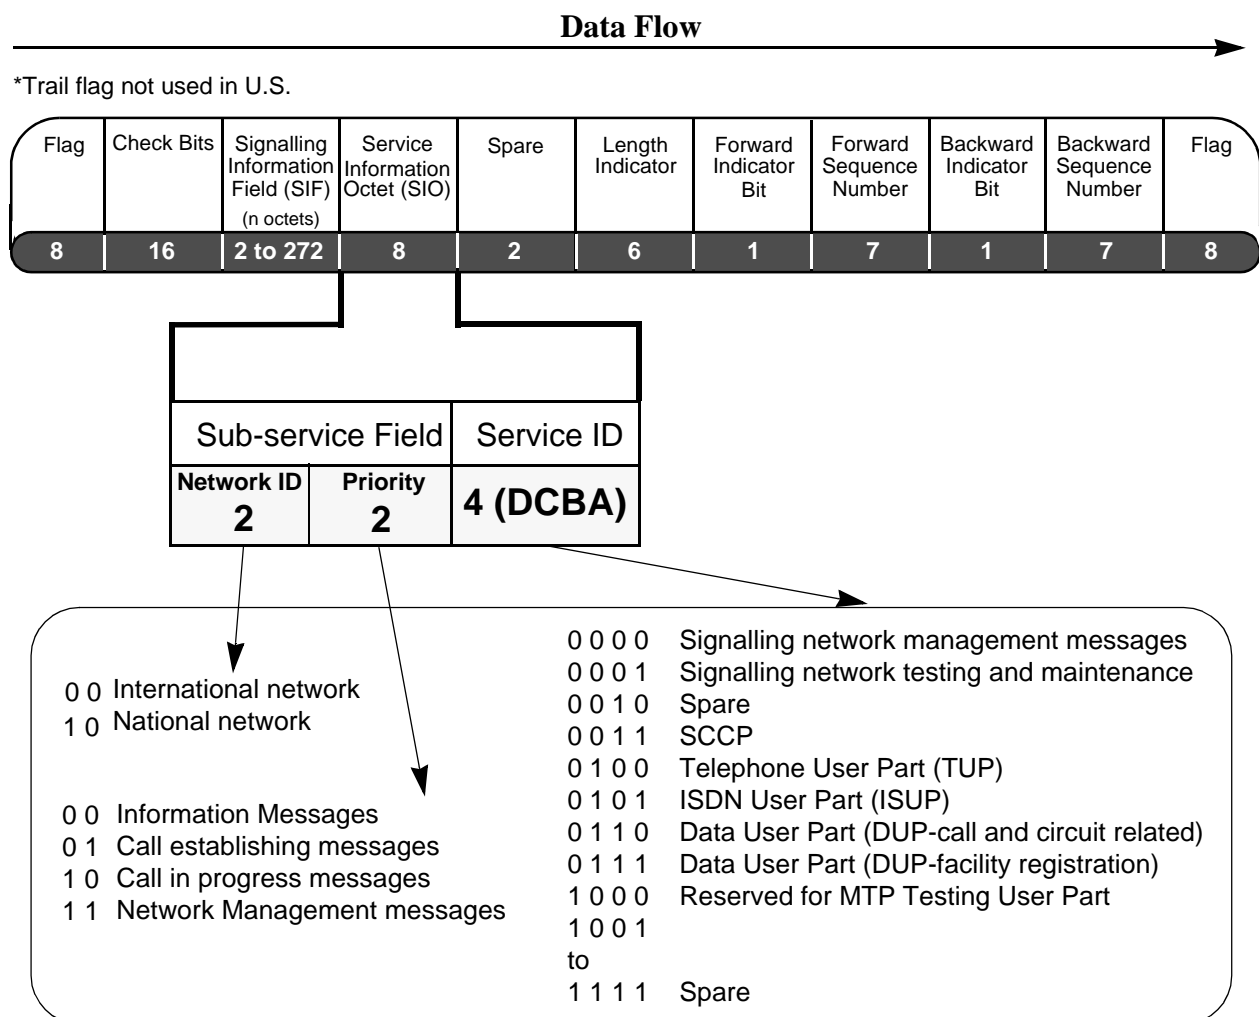 Data Flow
*Trail flag not used in U.S.
Flag
Check Bits
Signalling
Information
Field (SIF)
(n octets)
Service
Information
Octet (SIO)
Spare
Length
Indicator
Forward
Indicator
Bit
Forward
Sequence
Number
Backward
Indicator
Bit
Backward
Sequence
Number
Flag
8 16 2 to 272 8 2 6 1 7 1 7 8
Sub-service Field Service ID
Network ID
2
Priority
2
4 (DCBA)
0 0 International network
1 0 National network
0 0 Information Messages
0 1 Call establishing messages
1 0 Call in progress messages
1 1 Network Management messages
0 0 0 0 Signalling network management messages
0 0 0 1 Signalling network testing and maintenance
0 0 1 0 Spare
0 0 1 1 SCCP
0 1 0 0 Telephone User Part (TUP)
0 1 0 1 ISDN User Part (ISUP)
0 1 1 0 Data User Part (DUP-call and circuit related)
0 1 1 1 Data User Part (DUP-facility registration)
1 0 0 0 Reserved for MTP Testing User Part
1 0 0 1
to
1 1 1 1 Spare